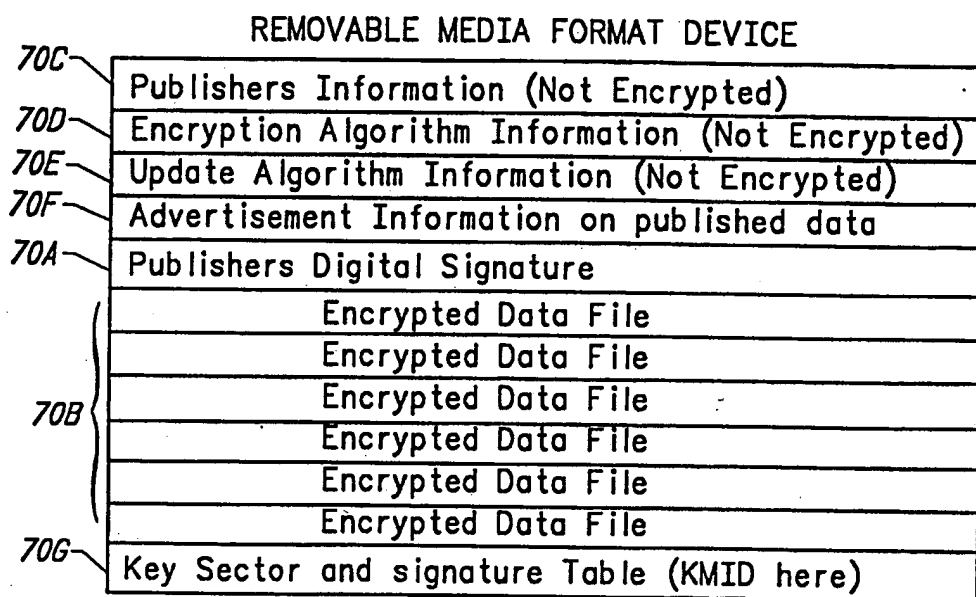 REMOVABLE MEDIA FORMAT DEVICE
70C Publishers Information (Not Encrypted)
70D Encryption Algorithm Information (Not Encrypted)
70E Update Algorithm Information (Not Encrypted)
70F Advertisement Information on published data
70A Publishers Digital Signature
Encrypted Data File
Encrypted Data File
Encrypted Data File
70B
Encrypted Data File
Encrypted Data File
Encrypted Data File
70G Key Sector and signature Table (KMID here)